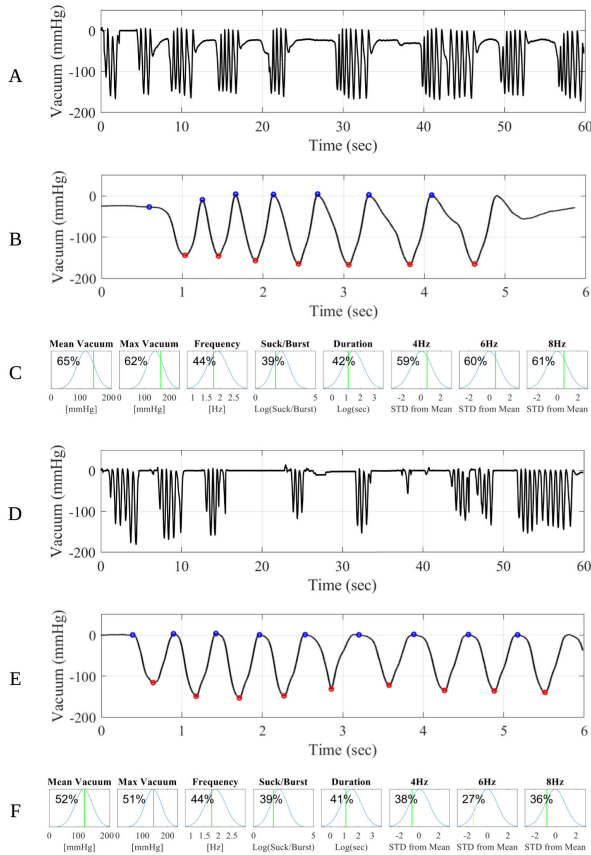 A
Vacuum (mmHg)
0
-100
-200
0 10 20 30 40 50 60
Time (sec)
B
Vacuum (mmHg)
0
-100
-200
0 1 2 3 4 5 6
Time (sec)
C
Mean Vacuum Max Vacuum Frequency Suck/Burst Duration 4Hz 6Hz 8Hz
65% 62% 44% 39% 42% 59% 60% 61%
0 100 200 0 100 200 1 1.5 2 2.5 0 5 0 1 2 3 -2 0 2 -2 0 2 -2 0 2
[mmHg] [mmHg] [Hz] Log(Suck/Burst) Log(sec) STD from Mean STD from Mean STD from Mean
D
Vacuum (mmHg)
0
-100
-200
0 10 20 30 40 50 60
Time (sec)
E
Vacuum (mmHg)
0
-100
-200
0 1 2 3 4 5 6
Time (sec)
F
Mean Vacuum Max Vacuum Frequency Suck/Burst Duration 4Hz 6Hz 8Hz
52% 51% 44% 39% 41% 38% 27% 36%
0 100 200 0 100 200 1 1.5 2 2.5 0 5 0 1 2 3 -2 0 2 -2 0 2 -2 0 2
[mmHg] [mmHg] [Hz] Log(Suck/Burst) Log(sec) STD from Mean STD from Mean STD from Mean